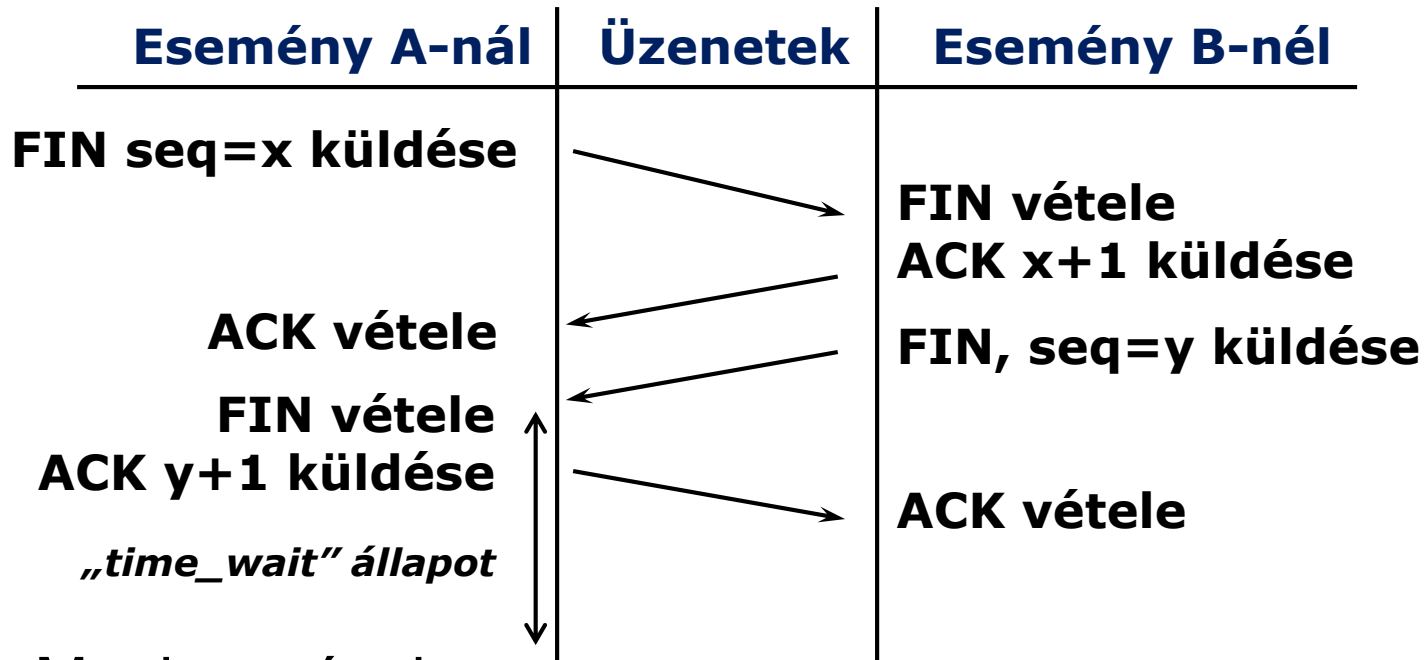 Esemény A-nál Üzenetek Esemény B-nél
FIN seq=x küldése
FIN vétele
ACK x+1 küldése
ACK vétele
FIN, seq=y küldése
FIN vétele
ACK y+1 küldése
ACK vétele
„time_wait” állapot